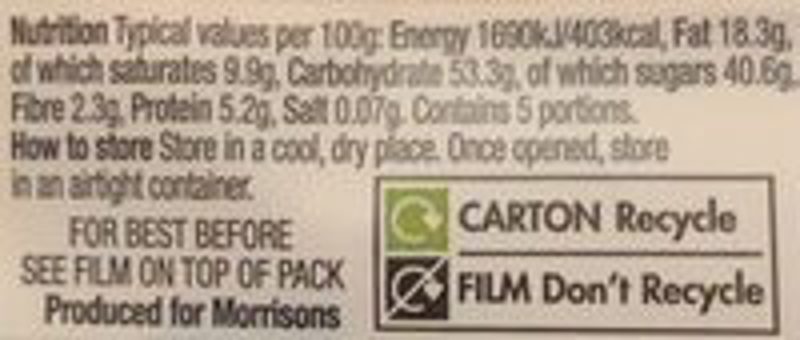 Nutrition Typical values per 100g: Energy 1690kJ/403kcal, Fat 18.3g,
of which saturates 9.9g, Carbohydrate 53.3g, of which sugars 40.6g,
Fibre 2.3g, Protein 5.2g, Salt 0.07g. Contains 5 portions.
How to store Store in a cool, dry place. Once opened, store
in an airtight container.
FOR BEST BEFORE
SEE FILM ON TOP OF PACK
Produced for Morrisons
CARTON Recycle
FILM Don't Recycle